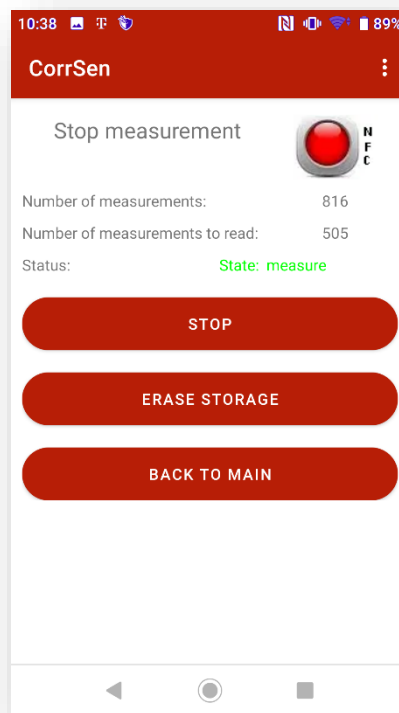 10:38 T 89%
CorrSen
Stop measurement
NFC
Number of measurements: 816
Number of measurements to read: 505
Status: State: measure
STOP
ERASE STORAGE
BACK TO MAIN